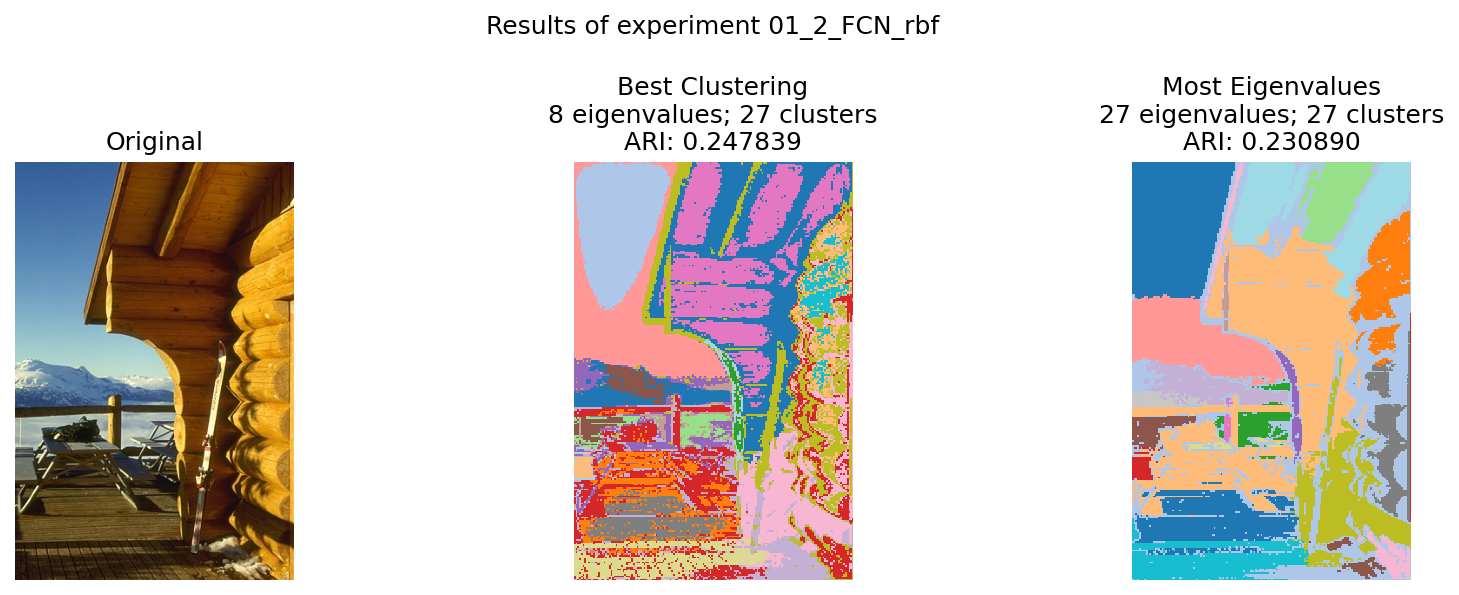 Results of experiment 01_2_FCN_rbf
Original
Best Clustering
8 eigenvalues; 27 clusters
ARI: 0.247839
Most Eigenvalues
27 eigenvalues; 27 clusters
ARI: 0.230890